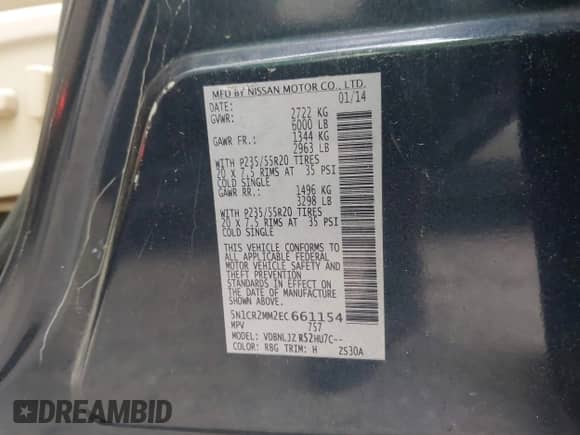 MFD BY NISSAN MOTOR CO., LTD.
DATE: 01/14
GVWR: 2722 KG
6000 LB
GAWR FR.: 1344 KG
2963 LB
WITH P235/55R20 TIRES
20 X 7.5 RIMS AT 35 PSI
COLD SINGLE
GAWR RR.: 1496 KG
3298 LB
WITH P235/55R20 TIRES
20 X 7.5 RIMS AT 35 PSI
COLD SINGLE
THIS VEHICLE CONFORMS TO
ALL APPLICABLE FEDERAL
MOTOR VEHICLE SAFETY AND
THEFT PREVENTION
STANDARDS IN EFFECT ON
THE DATE OF MANUFACTURE
SHOWN ABOVE.
5N1CR2MM2EC661154
MPV 757
MODEL: VDBNLJZ R52HU7C--
COLOR: RBG TRIM: H ZS30A
DREAMBID